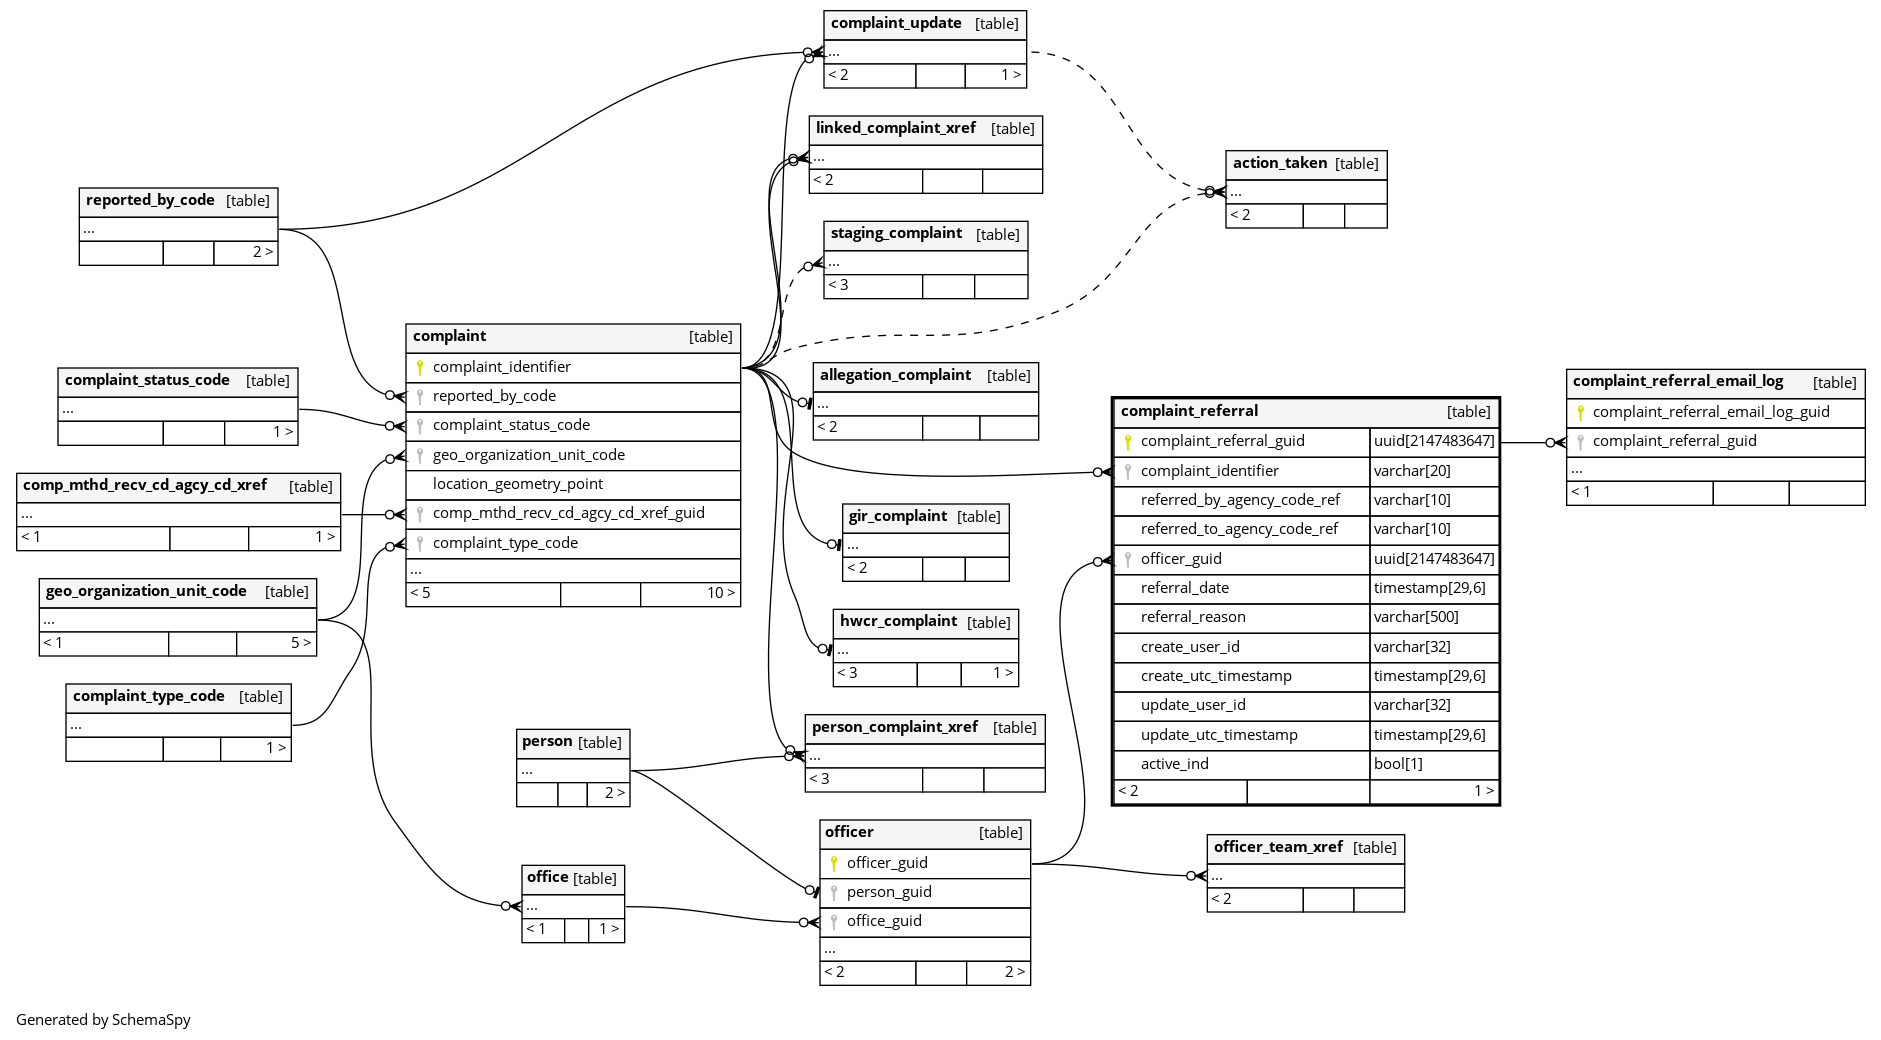 complaint_update [table]
...
< 2 1 >
linked_complaint_xref [table]
...
< 2
action_taken [table]
...
< 2
reported_by_code [table]
...
2 >
staging_complaint [table]
...
< 3
complaint [table]
complaint_identifier
reported_by_code
complaint_status_code
geo_organization_unit_code
location_geometry_point
comp_mthd_recv_cd_agcy_cd_xref_guid
complaint_type_code
...
< 5 10 >
complaint_status_code [table]
...
1 >
comp_mthd_recv_cd_agcy_cd_xref [table]
...
< 1 1 >
geo_organization_unit_code [table]
...
< 1 5 >
complaint_type_code [table]
...
1 >
allegation_complaint [table]
...
< 2
gir_complaint [table]
...
< 2
hwcr_complaint [table]
...
< 3 1 >
person_complaint_xref [table]
...
< 3
person [table]
...
2 >
office [table]
...
< 1 1 >
officer [table]
officer_guid
person_guid
office_guid
...
< 2 2 >
complaint_referral [table]
complaint_referral_guid uuid[2147483647]
complaint_identifier varchar[20]
referred_by_agency_code_ref varchar[10]
referred_to_agency_code_ref varchar[10]
officer_guid uuid[2147483647]
referral_date timestamp[29,6]
referral_reason varchar[500]
create_user_id varchar[32]
create_utc_timestamp timestamp[29,6]
update_user_id varchar[32]
update_utc_timestamp timestamp[29,6]
active_ind bool[1]
< 2 1 >
complaint_referral_email_log [table]
complaint_referral_email_log_guid
complaint_referral_guid
...
< 1
officer_team_xref [table]
...
< 2
Generated by SchemaSpy